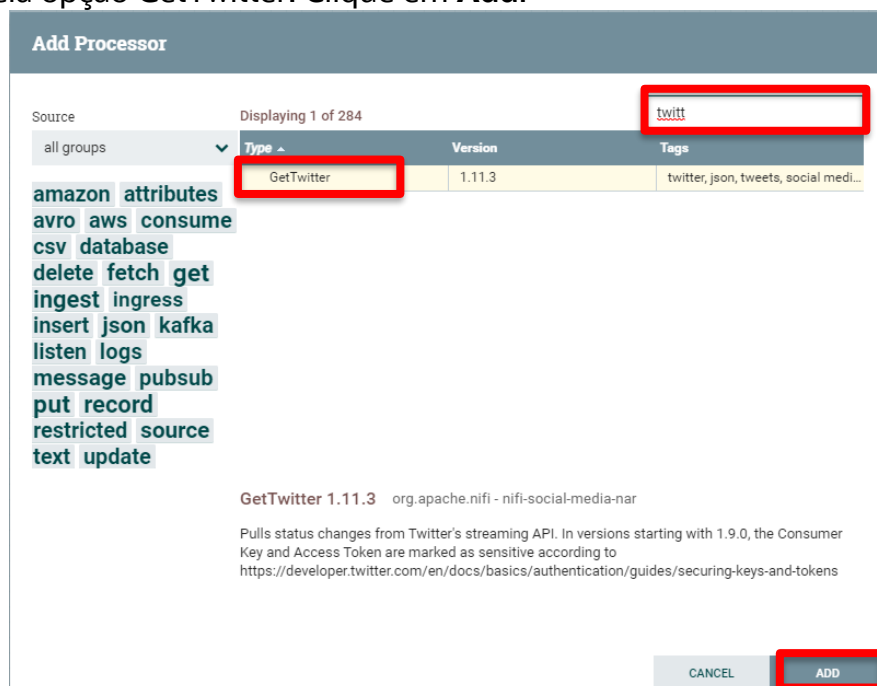 opção GetTwitter. Clique em Add.
Add Processor
Source
Displaying 1 of 284
twitt
all groups
Type
Version
Tags
GetTwitter
1.11.3
twitter, json, tweets, social medi...
amazon attributes
avro aws consume
csv database
delete fetch get
ingest ingress
insert json kafka
listen logs
message pubsub
put record
restricted source
text update
GetTwitter 1.11.3 org.apache.nifi - nifi-social-media-nar
Pulls status changes from Twitter's streaming API. In versions starting with 1.9.0, the Consumer
Key and Access Token are marked as sensitive according to
https://developer.twitter.com/en/docs/basics/authentication/guides/securing-keys-and-tokens
CANCEL
ADD